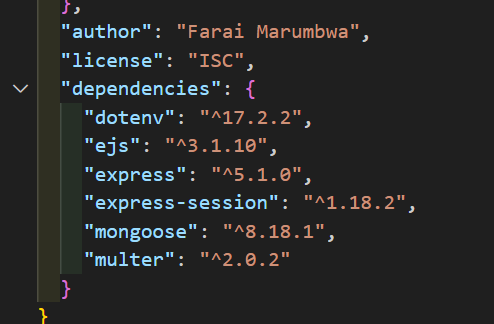 },
"author": "Farai Marumbwa",
"license": "ISC",
"dependencies": {
"dotenv": "^17.2.2",
"ejs": "^3.1.10",
"express": "^5.1.0",
"express-session": "^1.18.2",
"mongoose": "^8.18.1",
"multer": "^2.0.2"
}
}